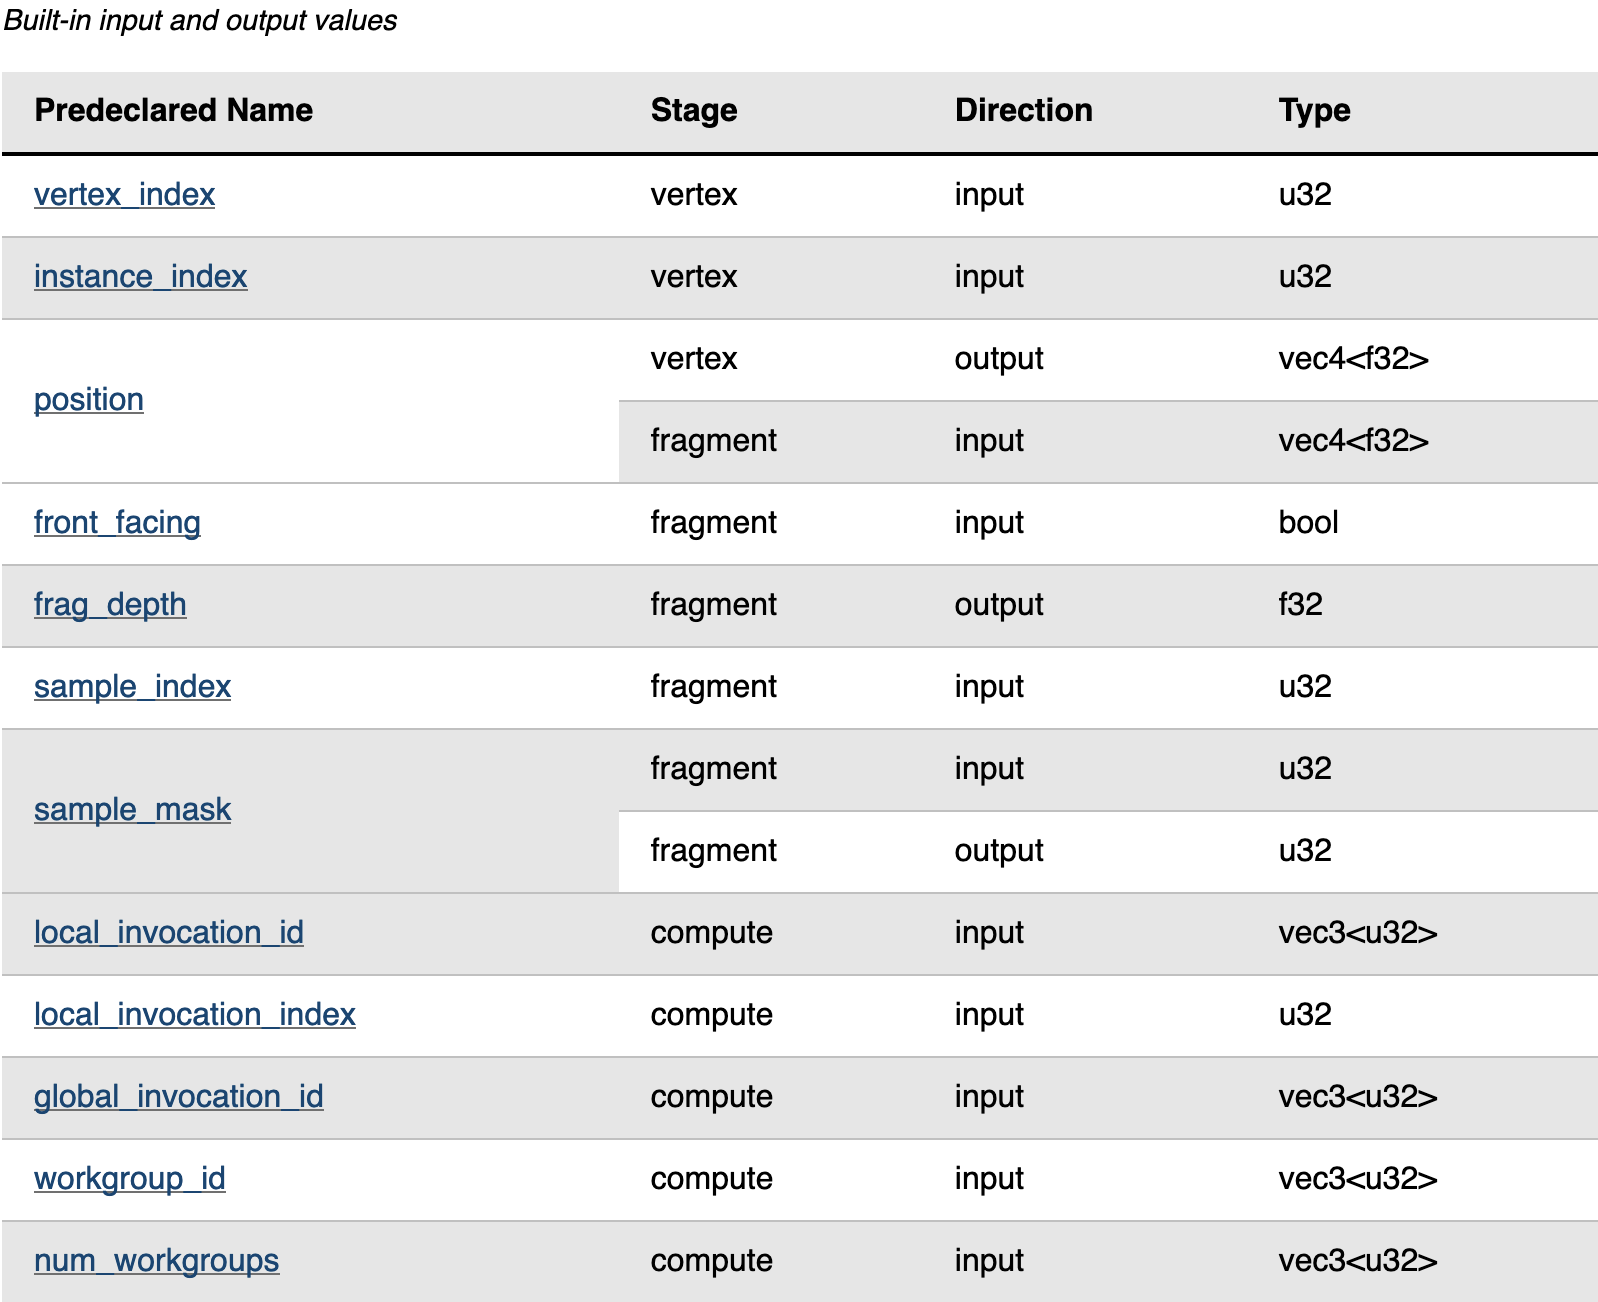 Built-in input and output values
Predeclared Name Stage Direction Type
vertex_index vertex input u32
instance_index vertex input u32
position vertex output vec4<f32>
fragment input vec4<f32>
front_facing fragment input bool
frag_depth fragment output f32
sample_index fragment input u32
sample_mask fragment input u32
fragment output u32
local_invocation_id compute input vec3<u32>
local_invocation_index compute input u32
global_invocation_id compute input vec3<u32>
workgroup_id compute input vec3<u32>
num_workgroups compute input vec3<u32>